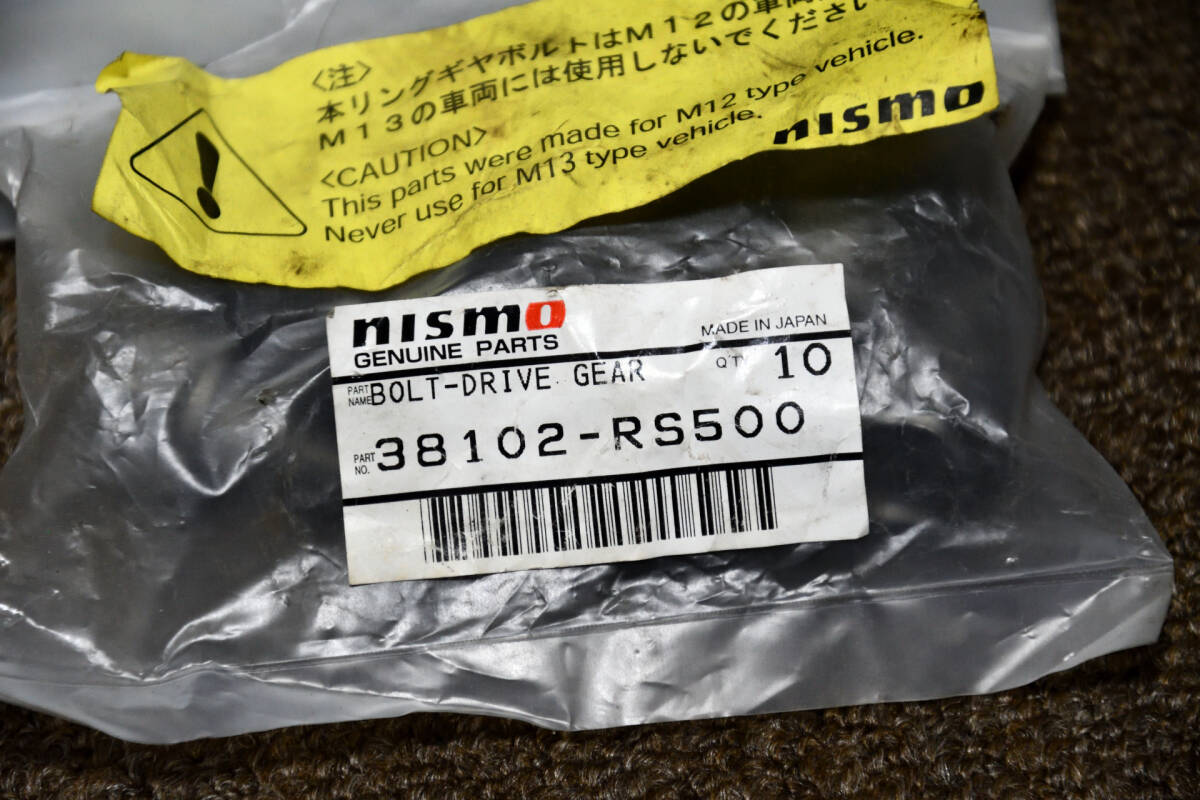 〈注〉
本リングギヤボルトはM12の車両
M13の車両には使用しないでください
<CAUTION>
This parts were made for M12 type vehicle.
Never use for M13 type vehicle.
nismo
nismo
GENUINE PARTS
MADE IN JAPAN
PART NAME BOLT-DRIVE GEAR
Q'TY 10
PART NO. 38102-RS500